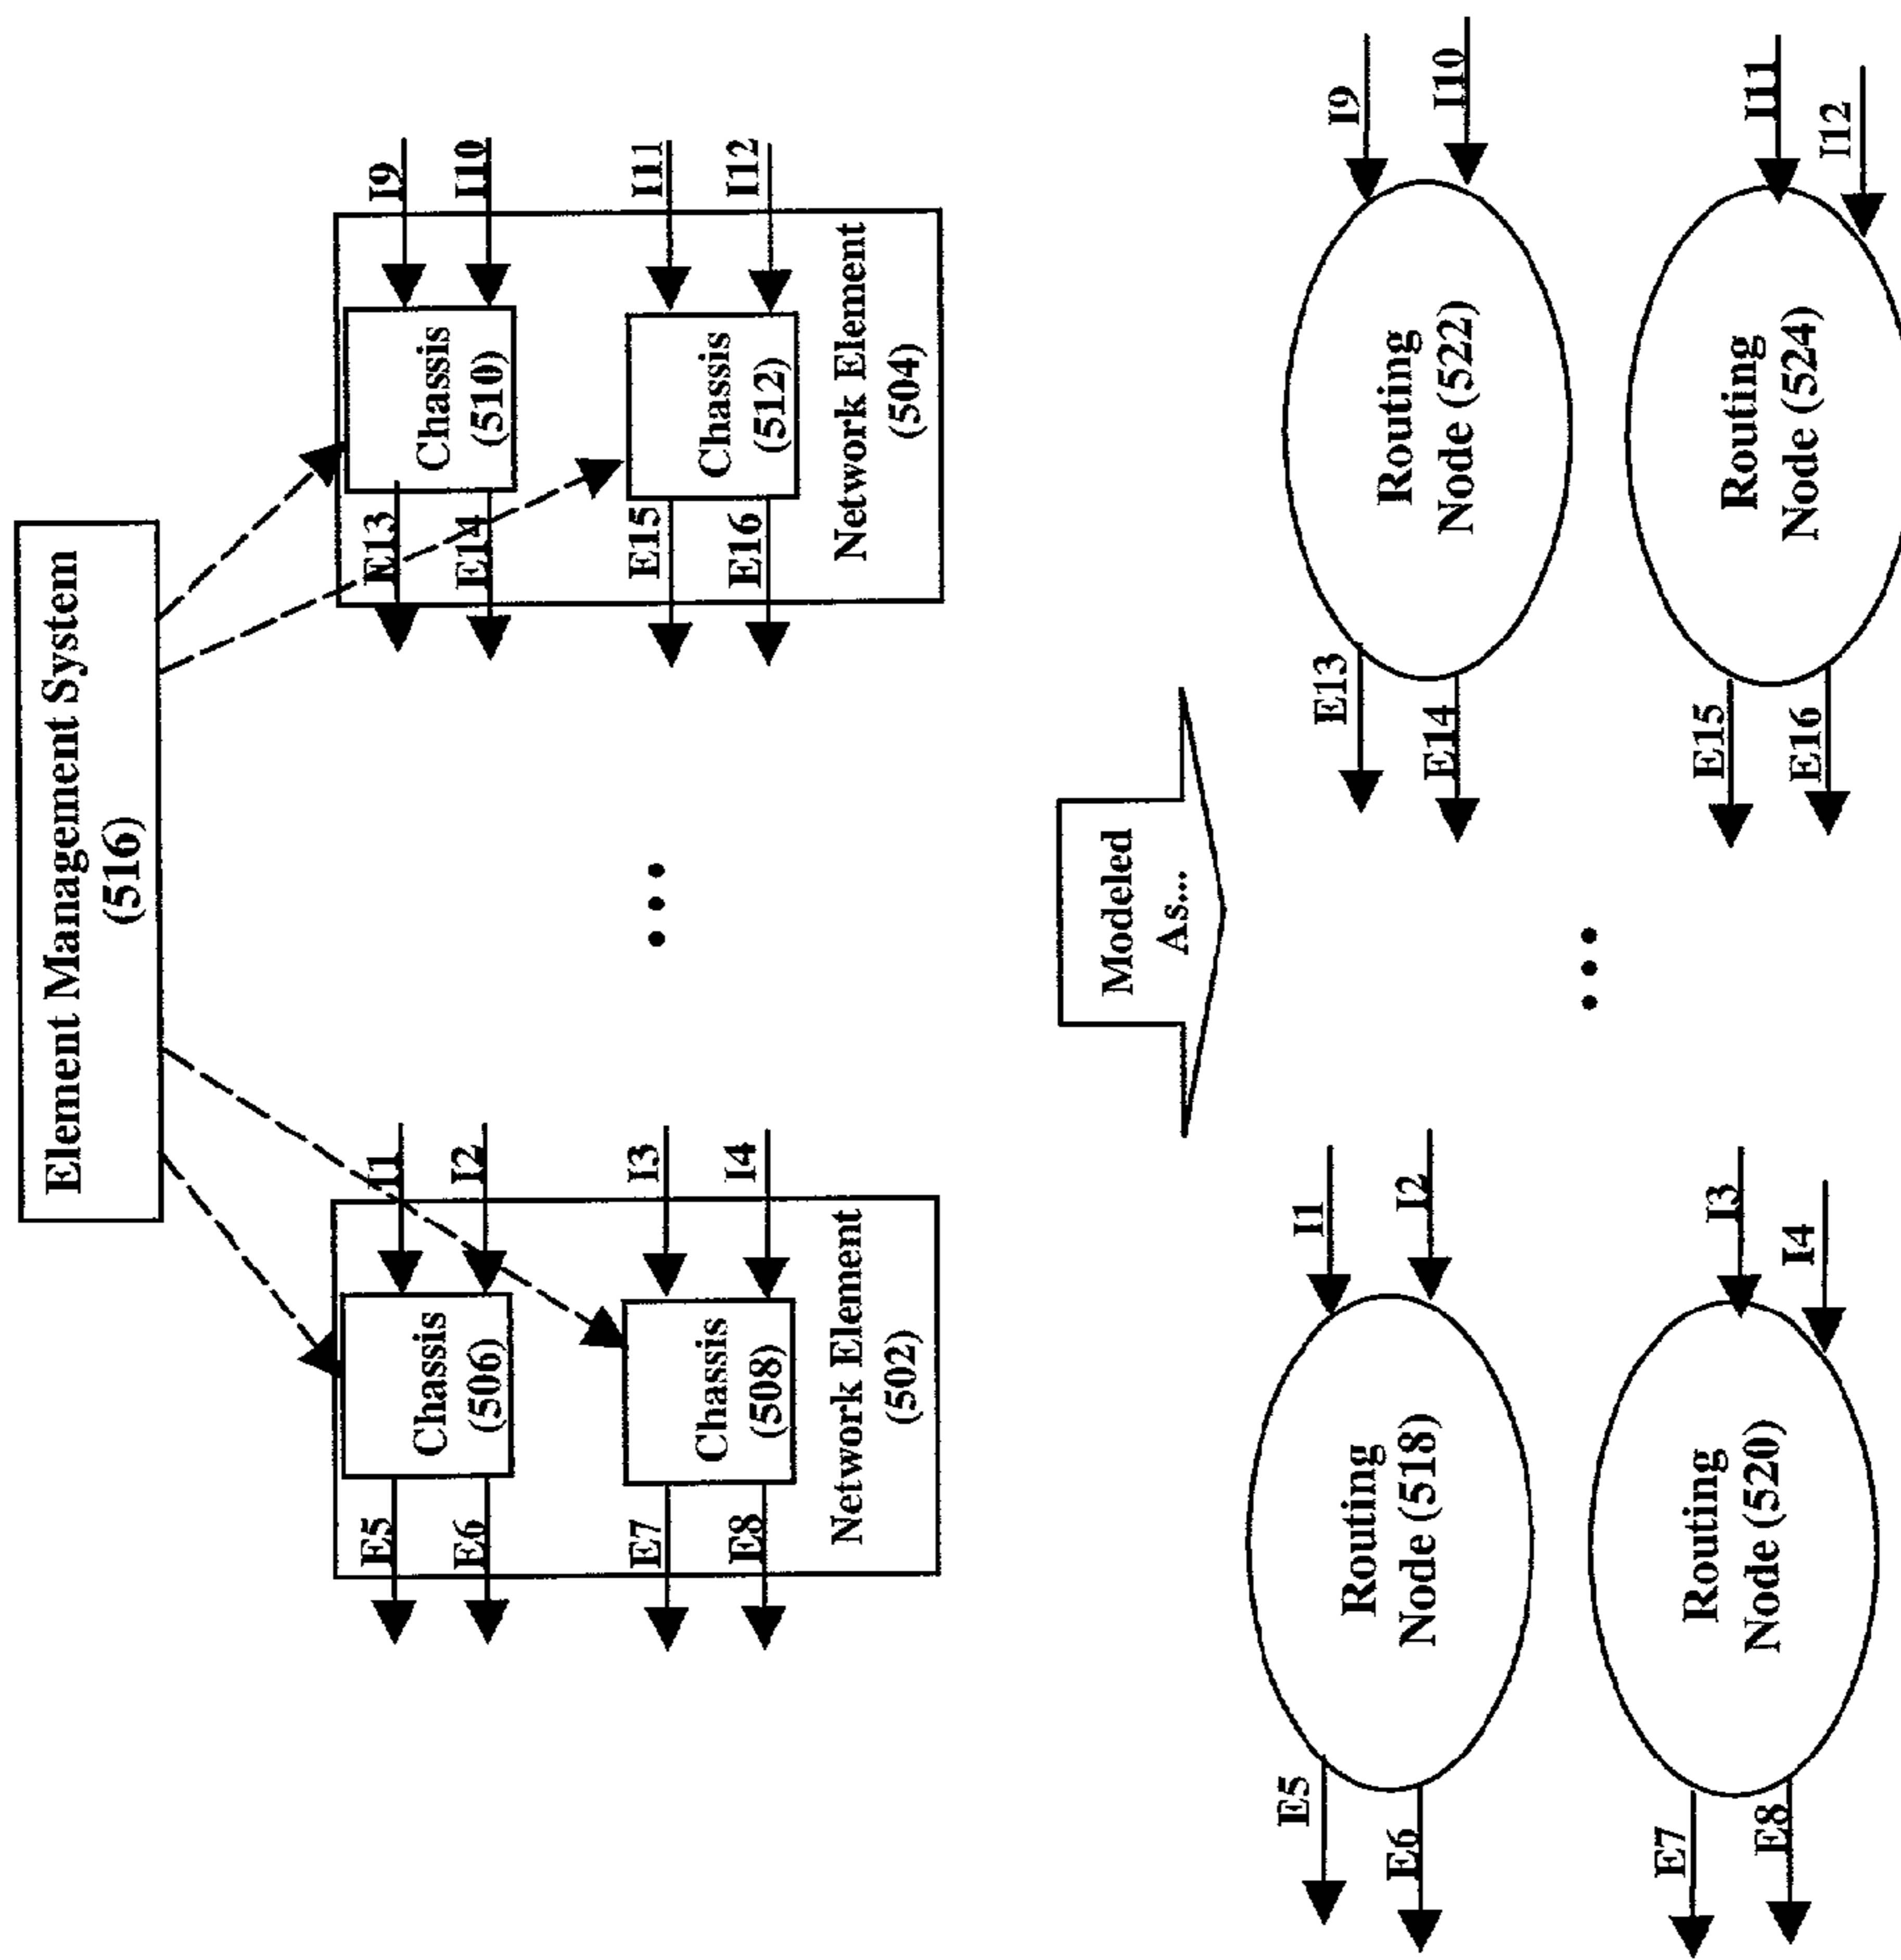 Element Management System
(516)
I1
I2
I3
I4
E5
E6
E7
E8
Chassis
(506)
Chassis
(508)
Network Element
(502)
...
I9
I10
I11
I12
E13
E14
E15
E16
Chassis
(510)
Chassis
(512)
Network Element
(504)
Modeled
As...
I1
I2
I3
I4
E5
E6
E7
E8
Routing
Node (518)
Routing
Node (520)
...
I9
I10
I11
I12
E13
E14
E15
E16
Routing
Node (522)
Routing
Node (524)